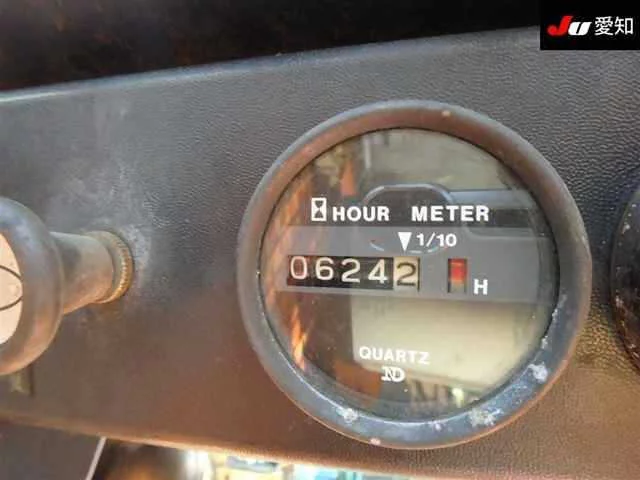 JU 愛知
HOUR METER
1/10
06242
H
QUARTZ
ND